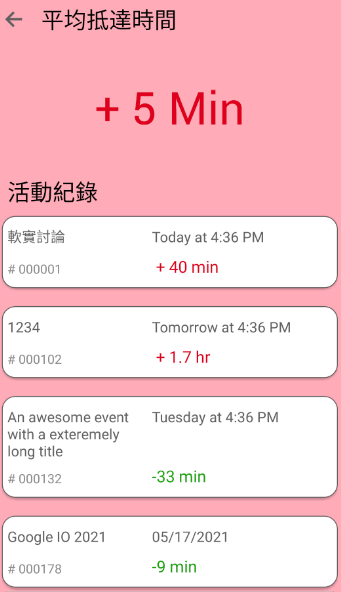 平均抵達時間
+ 5 Min
活動紀錄
軟實討論
Today at 4:36 PM
# 000001
+ 40 min
1234
Tomorrow at 4:36 PM
# 000102
+ 1.7 hr
An awesome event
with a exteremely
long title
Tuesday at 4:36 PM
# 000132
-33 min
Google IO 2021
05/17/2021
# 000178
-9 min